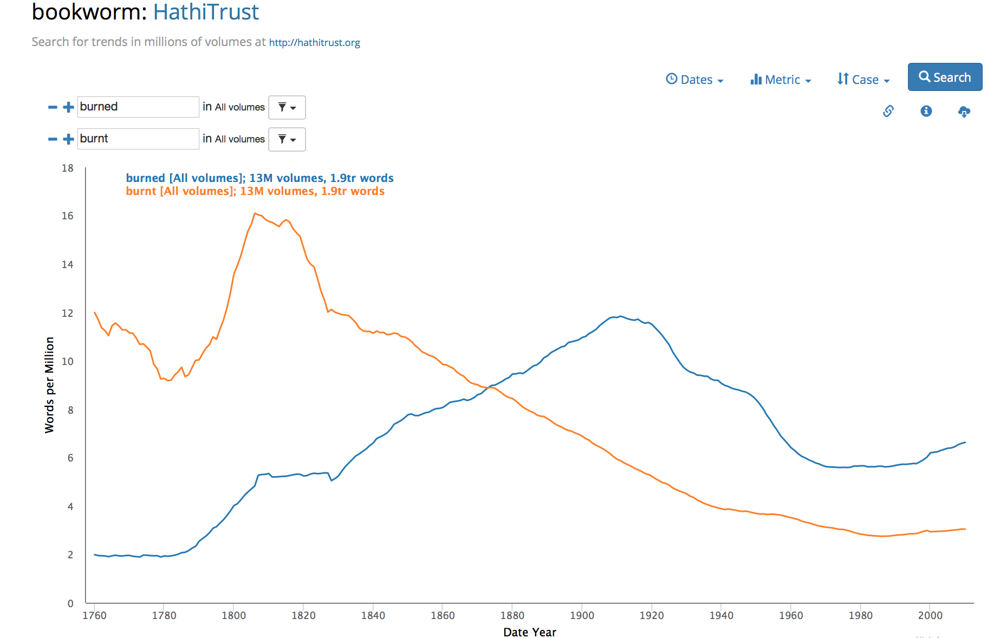 bookworm: HathiTrust
Search for trends in millions of volumes at http://hathitrust.org
Dates Metric Case Search
burned in All volumes
burnt in All volumes
burned [All volumes]; 13M volumes, 1.9tr words
burnt [All volumes]; 13M volumes, 1.9tr words
18
16
14
12
10
8
6
4
2
0
Words per Million
1760 1780 1800 1820 1840 1860 1880 1900 1920 1940 1960 1980 2000
Date Year